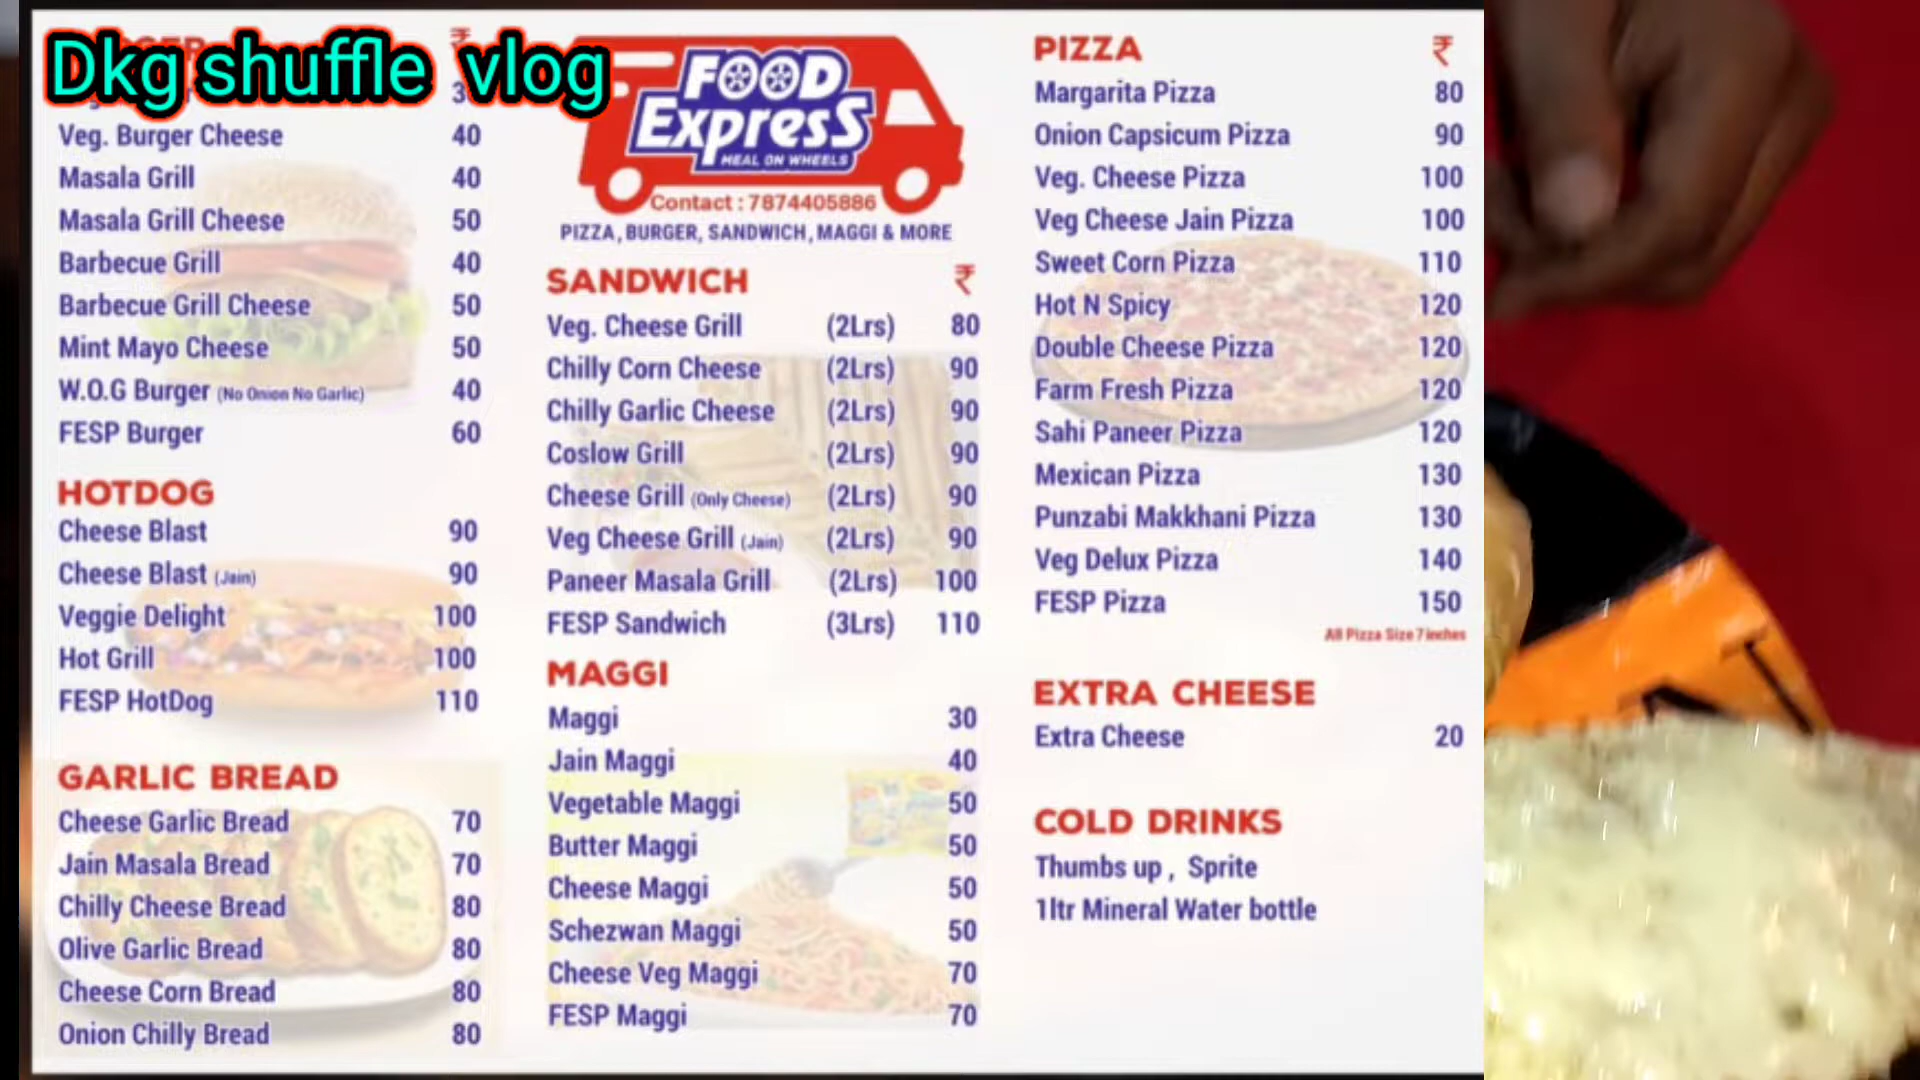 Dkg shuffle vlog
₹
Veg. Burger Cheese 40
Masala Grill 40
Masala Grill Cheese 50
Barbecue Grill 40
Barbecue Grill Cheese 50
Mint Mayo Cheese 50
W.O.G Burger (No Onion No Garlic) 40
FESP Burger 60
HOTDOG
Cheese Blast 90
Cheese Blast (Jain) 90
Veggie Delight 100
Hot Grill 100
FESP HotDog 110
GARLIC BREAD
Cheese Garlic Bread 70
Jain Masala Bread 70
Chilly Cheese Bread 80
Olive Garlic Bread 80
Cheese Corn Bread 80
Onion Chilly Bread 80
FOOD
Express
MEAL ON WHEELS
Contact : 7874405886
PIZZA, BURGER, SANDWICH, MAGGI & MORE
SANDWICH ₹
Veg. Cheese Grill (2Lrs) 80
Chilly Corn Cheese (2Lrs) 90
Chilly Garlic Cheese (2Lrs) 90
Coslow Grill (2Lrs) 90
Cheese Grill (Only Cheese) (2Lrs) 90
Veg Cheese Grill (Jain) (2Lrs) 90
Paneer Masala Grill (2Lrs) 100
FESP Sandwich (3Lrs) 110
MAGGI
Maggi 30
Jain Maggi 40
Vegetable Maggi 50
Butter Maggi 50
Cheese Maggi 50
Schezwan Maggi 50
Cheese Veg Maggi 70
FESP Maggi 70
PIZZA ₹
Margarita Pizza 80
Onion Capsicum Pizza 90
Veg. Cheese Pizza 100
Veg Cheese Jain Pizza 100
Sweet Corn Pizza 110
Hot N Spicy 120
Double Cheese Pizza 120
Farm Fresh Pizza 120
Sahi Paneer Pizza 120
Mexican Pizza 130
Punzabi Makkhani Pizza 130
Veg Delux Pizza 140
FESP Pizza 150
All Pizza Size 7 inches
EXTRA CHEESE
Extra Cheese 20
COLD DRINKS
Thumbs up , Sprite
1ltr Mineral Water bottle